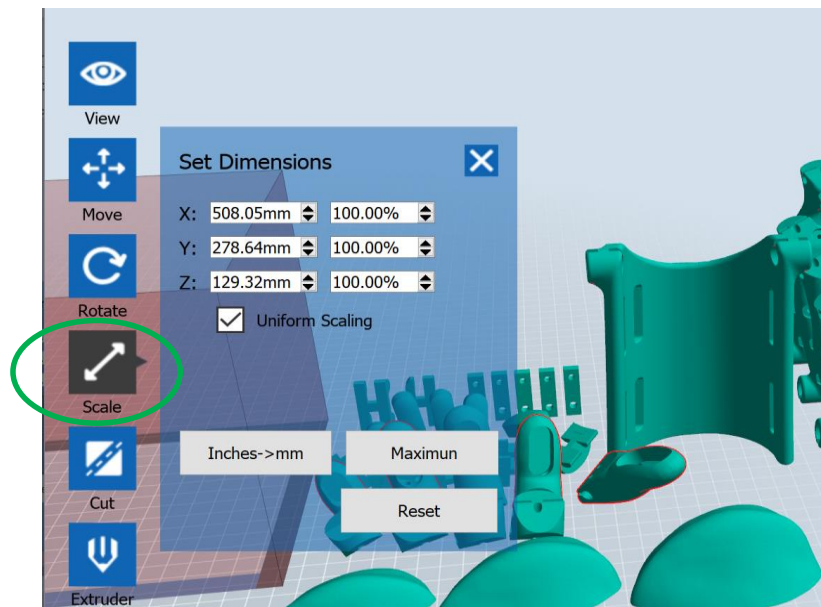 View
Move
Rotate
Scale
Cut
Extruder
Set Dimensions
X: 508.05mm 100.00%
Y: 278.64mm 100.00%
Z: 129.32mm 100.00%
Uniform Scaling
Inches->mm Maximun
Reset